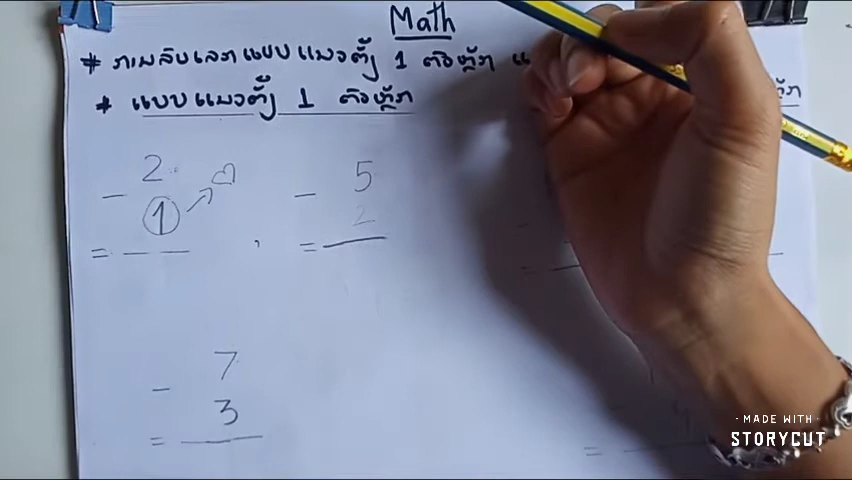 Math
* ການລົບເລກແບບແນວຕັ້ງ 1 ຕົວຫຼັກ ແ
* ແບບແນວຕັ້ງ 1 ຕົວຫຼັກ
2 5
- 1 - 2
= , =
7
- 3
= =
- MADE WITH -
STORYCUT